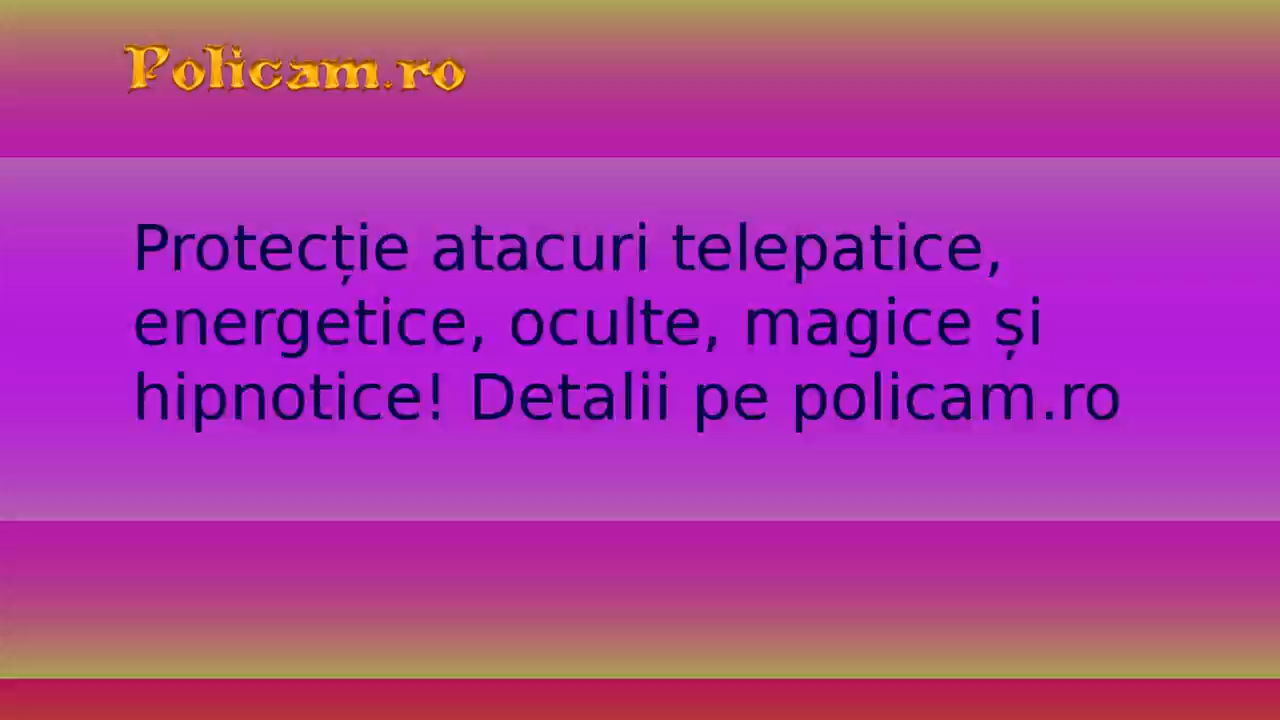 Policam.ro
Protecție atacuri telepatice,
energetice, oculte, magice și
hipnotice! Detalii pe policam.ro